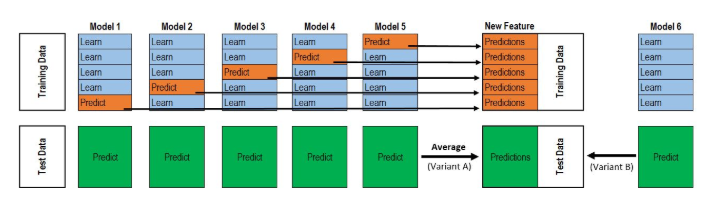 Model 1 Model 2 Model 3 Model 4 Model 5 New Feature Model 6
Training Data
Learn Learn Learn Learn Predict Predictions Learn
Learn Learn Learn Predict Learn Predictions Learn
Learn Learn Predict Learn Learn Predictions Learn
Learn Predict Learn Learn Learn Predictions Learn
Predict Learn Learn Learn Learn Predictions Learn
Training Data
Test Data
Predict Predict Predict Predict Predict
Average
(Variant A)
Predictions
Test Data
(Variant B)
Predict